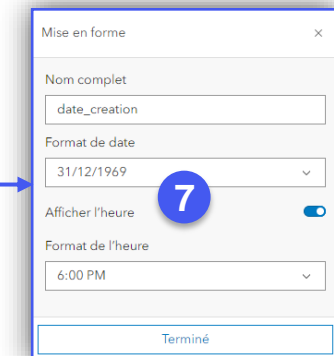 Mise en forme ×
Nom complet
date_creation
Format de date
31/12/1969
7
Afficher l'heure
Format de l'heure
6:00 PM
Terminé